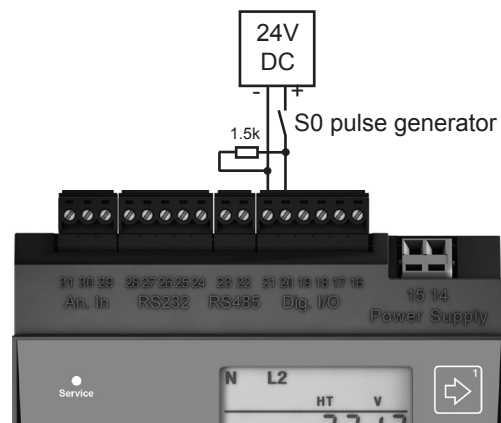 24V
DC
- +
S0 pulse generator
1.5k
31 30 29 28 27 26 25 24 23 22 21 20 19 18 17 16
An. In RS232 RS485 Dig. I/O
15 14
Power Supply
Service
N L2
HT V
1